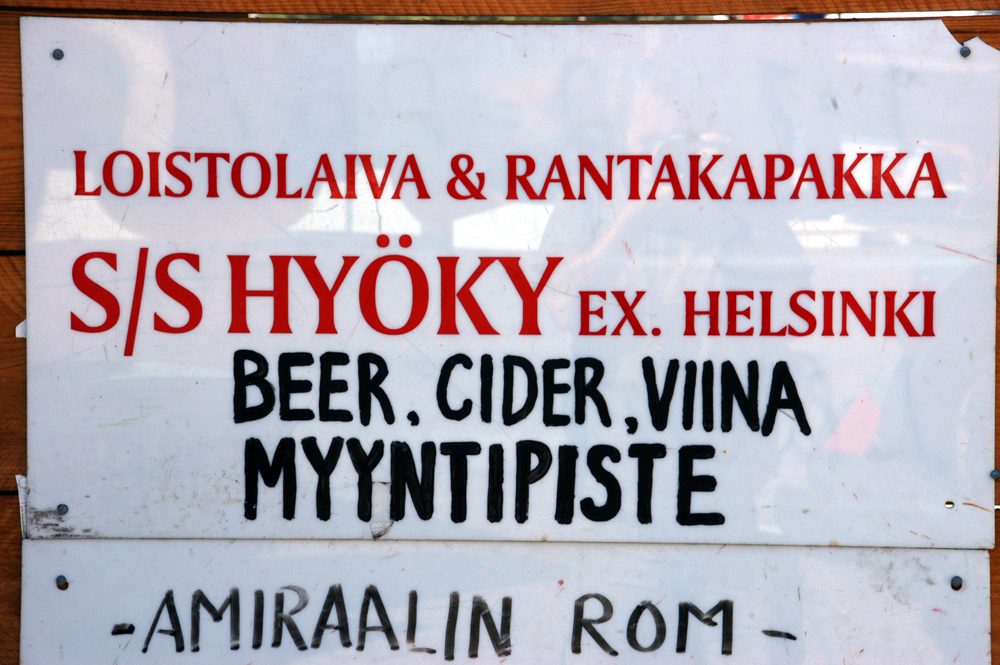 LOISTOLAIVA & RANTAKAPAKKA
S/S HYÖKY EX. HELSINKI
BEER, CIDER, VIINA
MYYNTIPISTE
- AMIRAALIN ROM -